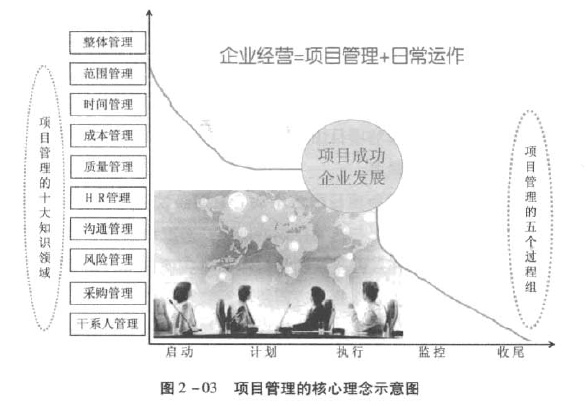 企业经营=项目管理+日常运作
项目管理的十大知识领域
整体管理
范围管理
时间管理
成本管理
质量管理
HR管理
沟通管理
风险管理
采购管理
干系人管理
项目成功
企业发展
项目管理的五个过程组
启动 计划 执行 监控 收尾
图2-03 项目管理的核心理念示意图